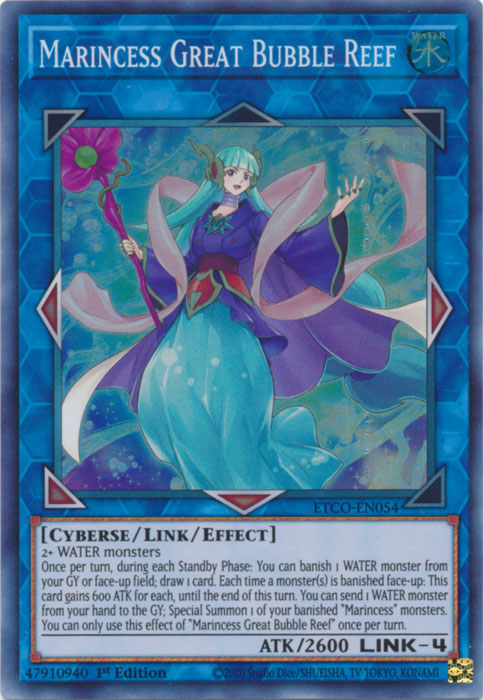 MARINCESS GREAT BUBBLE REEF
WATER
水
ETCO-EN054
[CYBERSE/LINK/EFFECT]
2+ WATER monsters
Once per turn, during each Standby Phase: You can banish 1 WATER monster from
your GY or face-up field; draw 1 card. Each time a monster(s) is banished face-up: This
card gains 600 ATK for each, until the end of this turn. You can send 1 WATER monster
from your hand to the GY; Special Summon 1 of your banished "Marincess" monsters.
You can only use this effect of "Marincess Great Bubble Reef" once per turn.
ATK/2600 LINK-4
47910940 1st Edition ©2020 Studio Dice/SHUEISHA, TV TOKYO, KONAMI